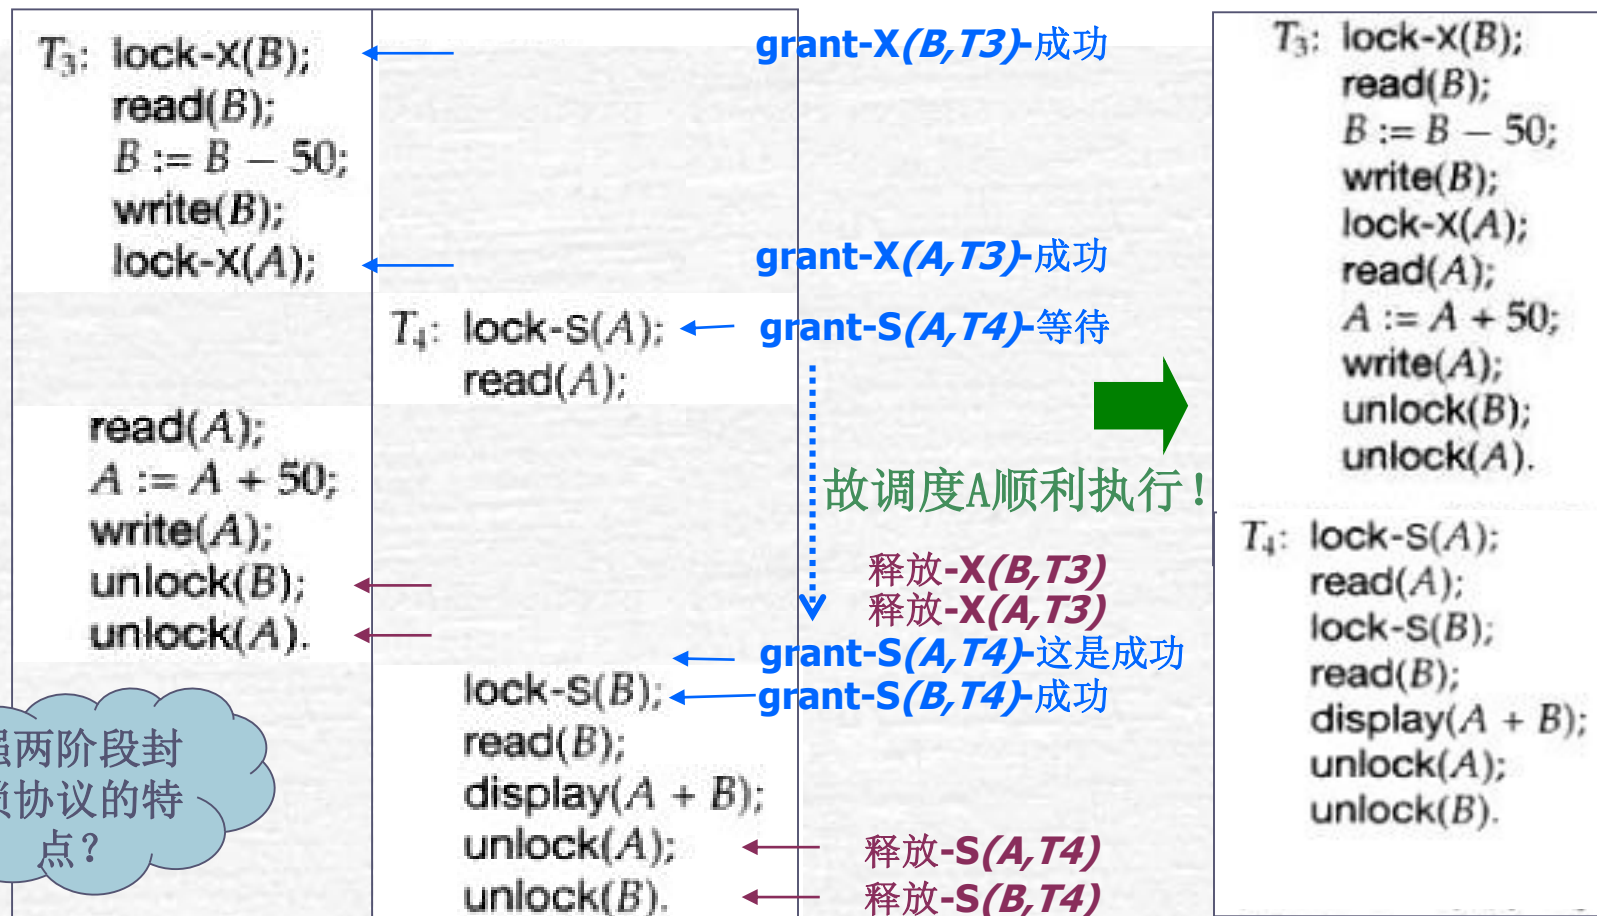 T3: lock-X(B);
read(B);
B := B − 50;
write(B);
lock-X(A);
T4: lock-S(A);
read(A);
read(A);
A := A + 50;
write(A);
unlock(B);
unlock(A).
lock-S(B);
read(B);
display(A + B);
unlock(A);
unlock(B).
两阶段封
协议的特
点？
grant-X(B,T3)-成功
grant-X(A,T3)-成功
grant-S(A,T4)-等待
故调度A顺利执行！
释放-X(B,T3)
释放-X(A,T3)
grant-S(A,T4)-这是成功
grant-S(B,T4)-成功
释放-S(A,T4)
释放-S(B,T4)
T3: lock-X(B);
read(B);
B := B − 50;
write(B);
lock-X(A);
read(A);
A := A + 50;
write(A);
unlock(B);
unlock(A).
T4: lock-S(A);
read(A);
lock-S(B);
read(B);
display(A + B);
unlock(A);
unlock(B).